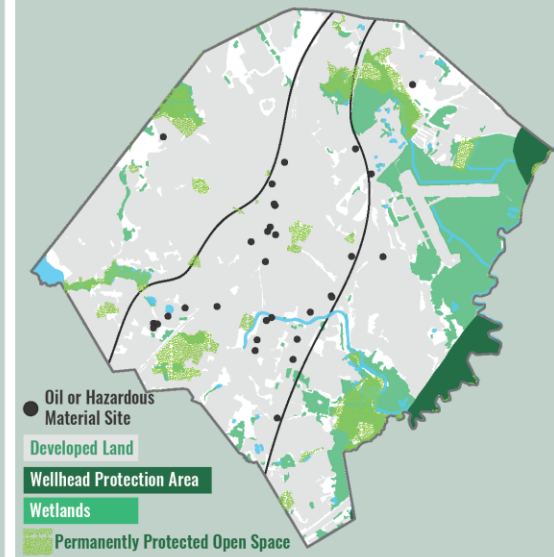 Oil or Hazardous
Material Site
Developed Land
Wellhead Protection Area
Wetlands
Permanently Protected Open Space